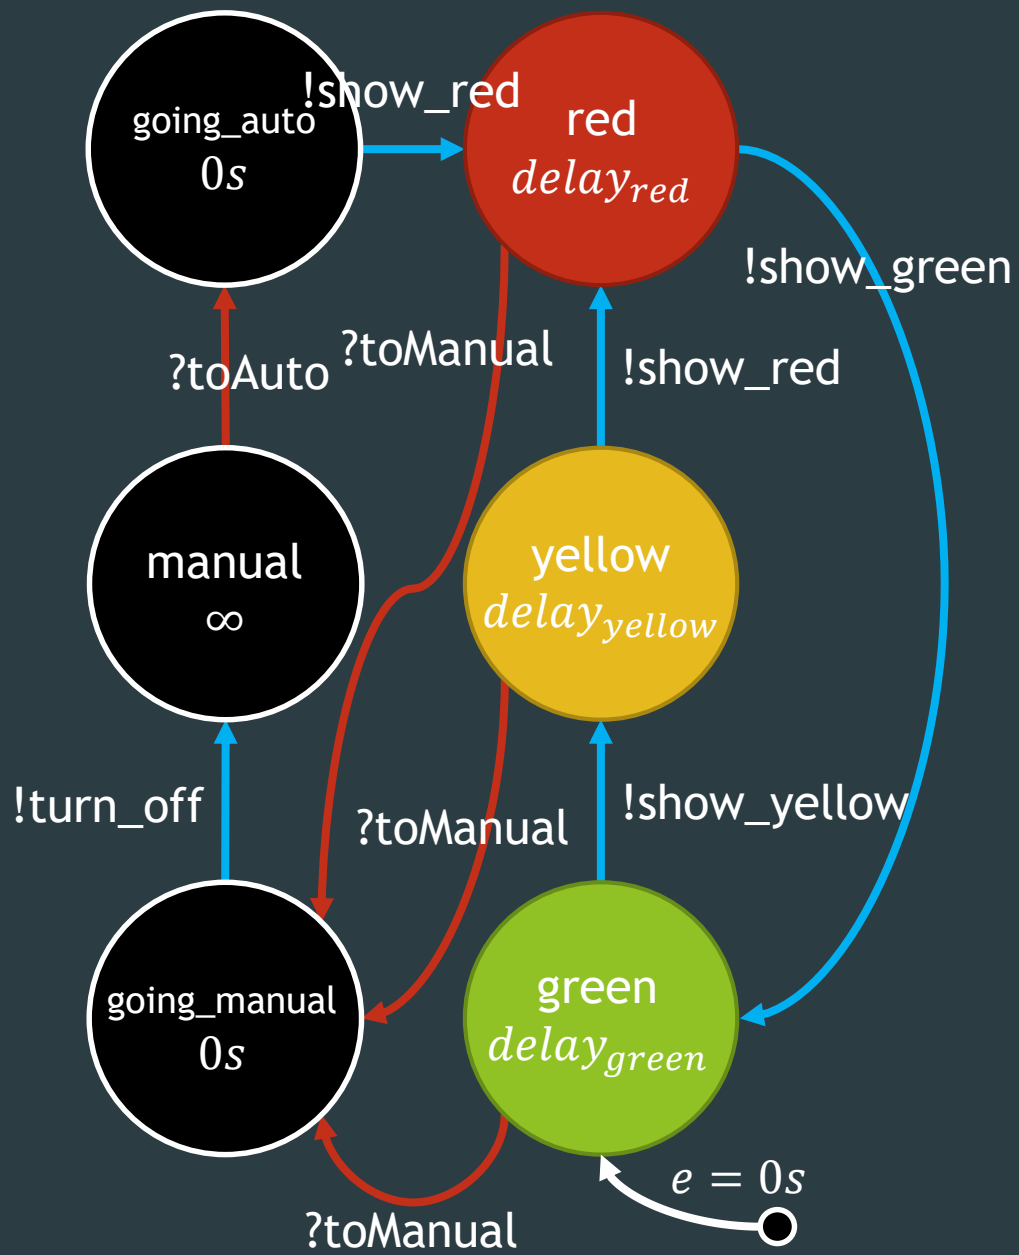 !show_red
going_auto
0s
red
delay_red
!show_green
?toManual
?toAuto
!show_red
manual
∞
yellow
delay_yellow
!turn_off
?toManual
!show_yellow
going_manual
0s
green
delay_green
e = 0s
?toManual